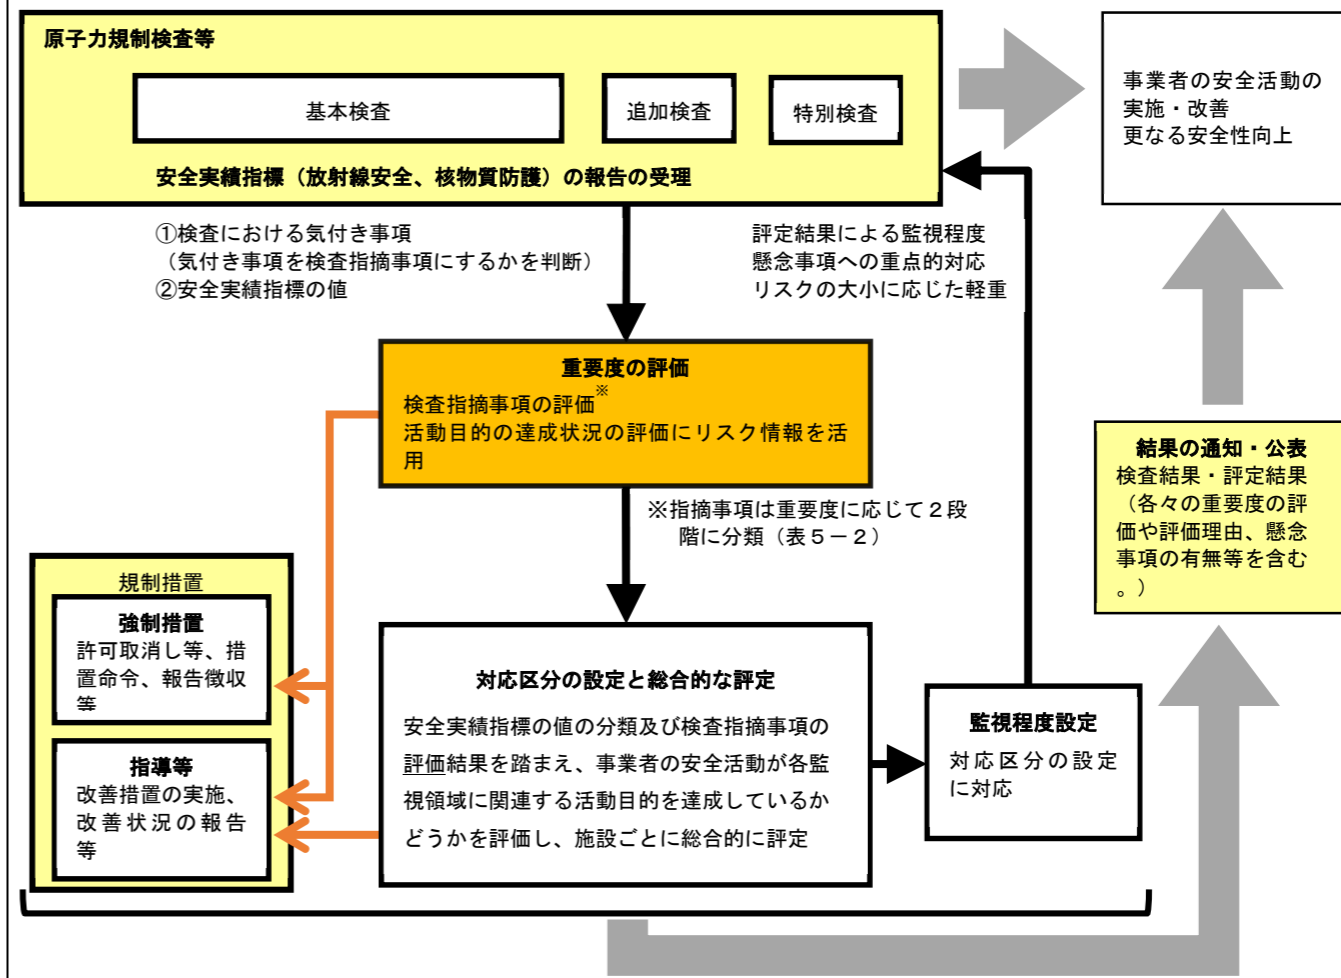 原子力規制検査等
基本検査
追加検査
特別検査
安全実績指標（放射線安全、核物質防護）の報告の受理
事業者の安全活動の
実施・改善
更なる安全性向上
①検査における気付き事項
（気付き事項を検査指摘事項にするかを判断）
②安全実績指標の値
評定結果による監視程度
懸念事項への重点的対応
リスクの大小に応じた軽重
重要度の評価
検査指摘事項の評価※
活動目的の達成状況の評価にリスク情報を活
用
※指摘事項は重要度に応じて２段
階に分類（表５－２）
結果の通知・公表
検査結果・評定結果
（各々の重要度の評
価や評価理由、懸念
事項の有無等を含む
。）
規制措置
強制措置
許可取消し等、措
置命令、報告徴収
等
指導等
改善措置の実施、
改善状況の報告
等
対応区分の設定と総合的な評定
安全実績指標の値の分類及び検査指摘事項の
評価結果を踏まえ、事業者の安全活動が各監
視領域に関連する活動目的を達成しているか
どうかを評価し、施設ごとに総合的に評定
監視程度設定
対応区分の設定
に対応